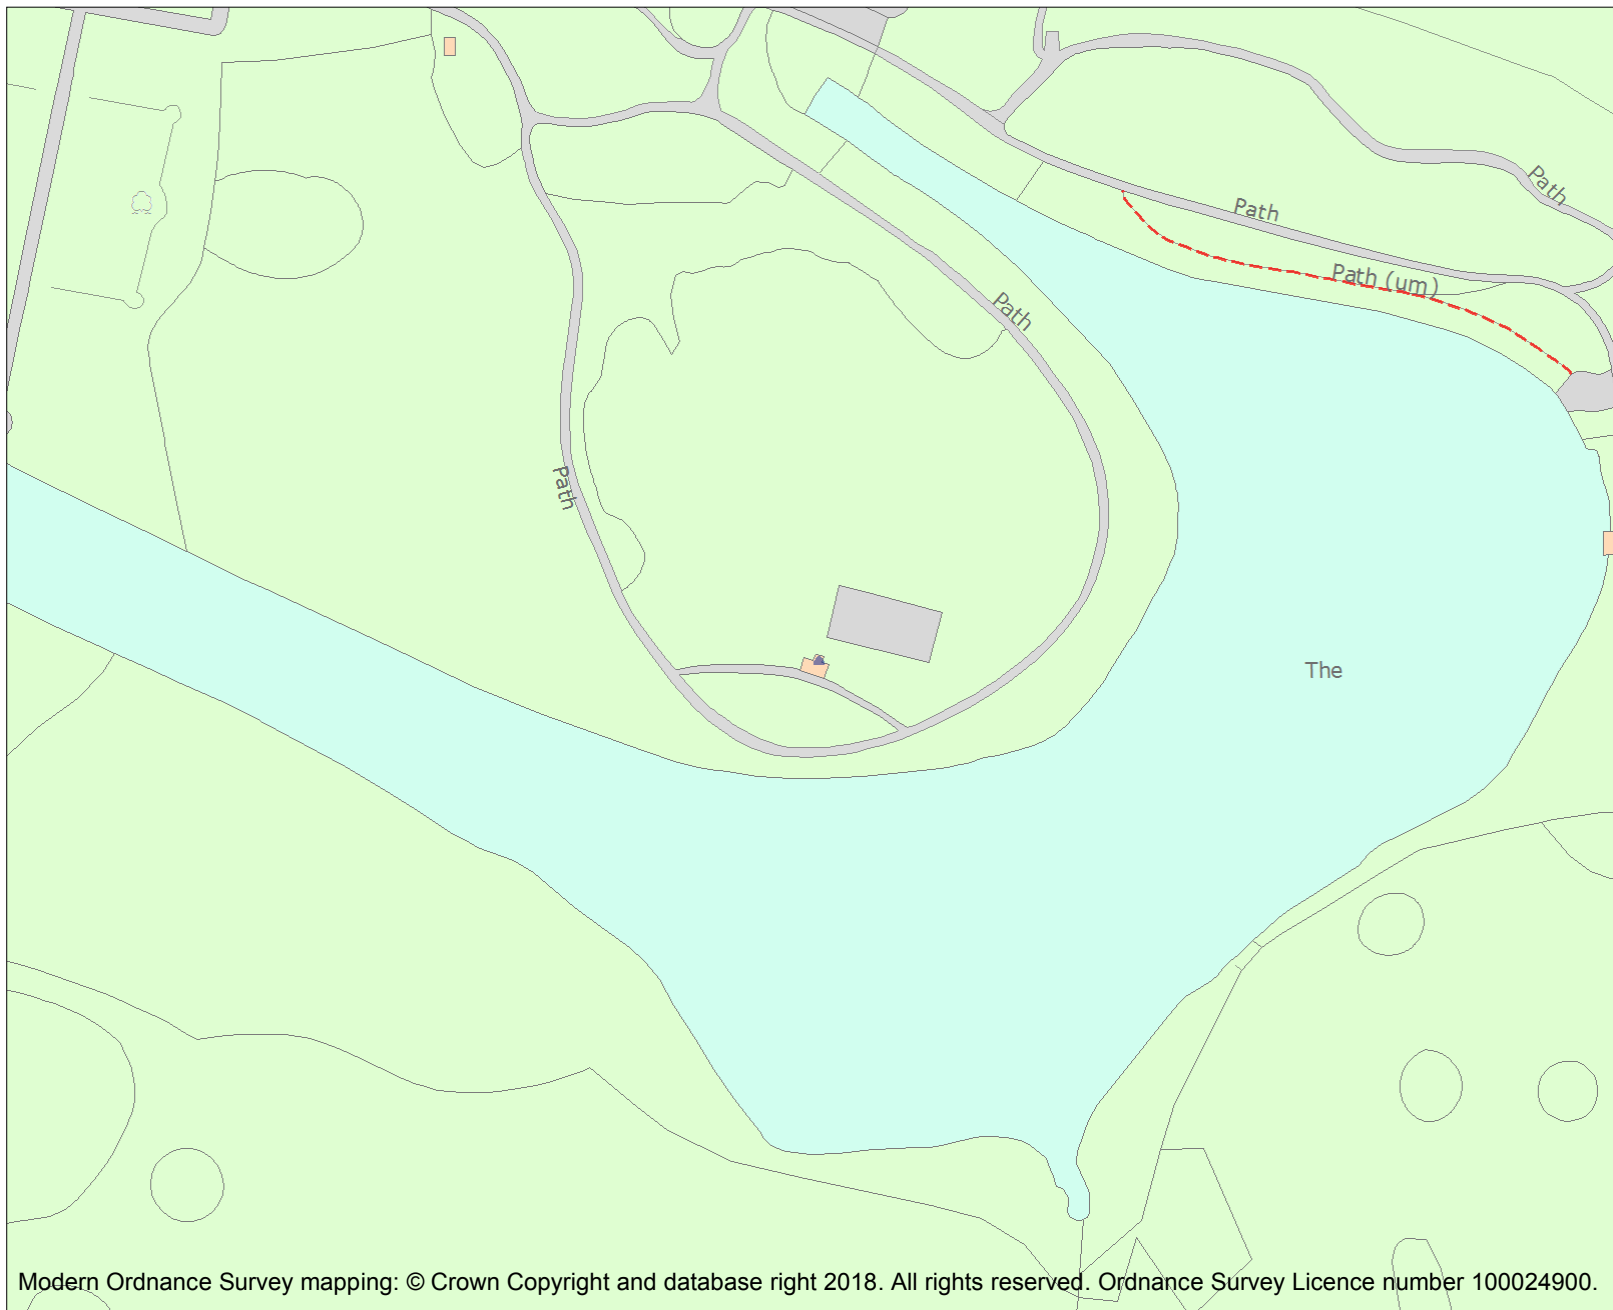 Path
Path
Path (um)
Path
Path
The
Modern Ordnance Survey mapping: © Crown Copyright and database right 2018. All rights reserved. Ordnance Survey Licence number 100024900.